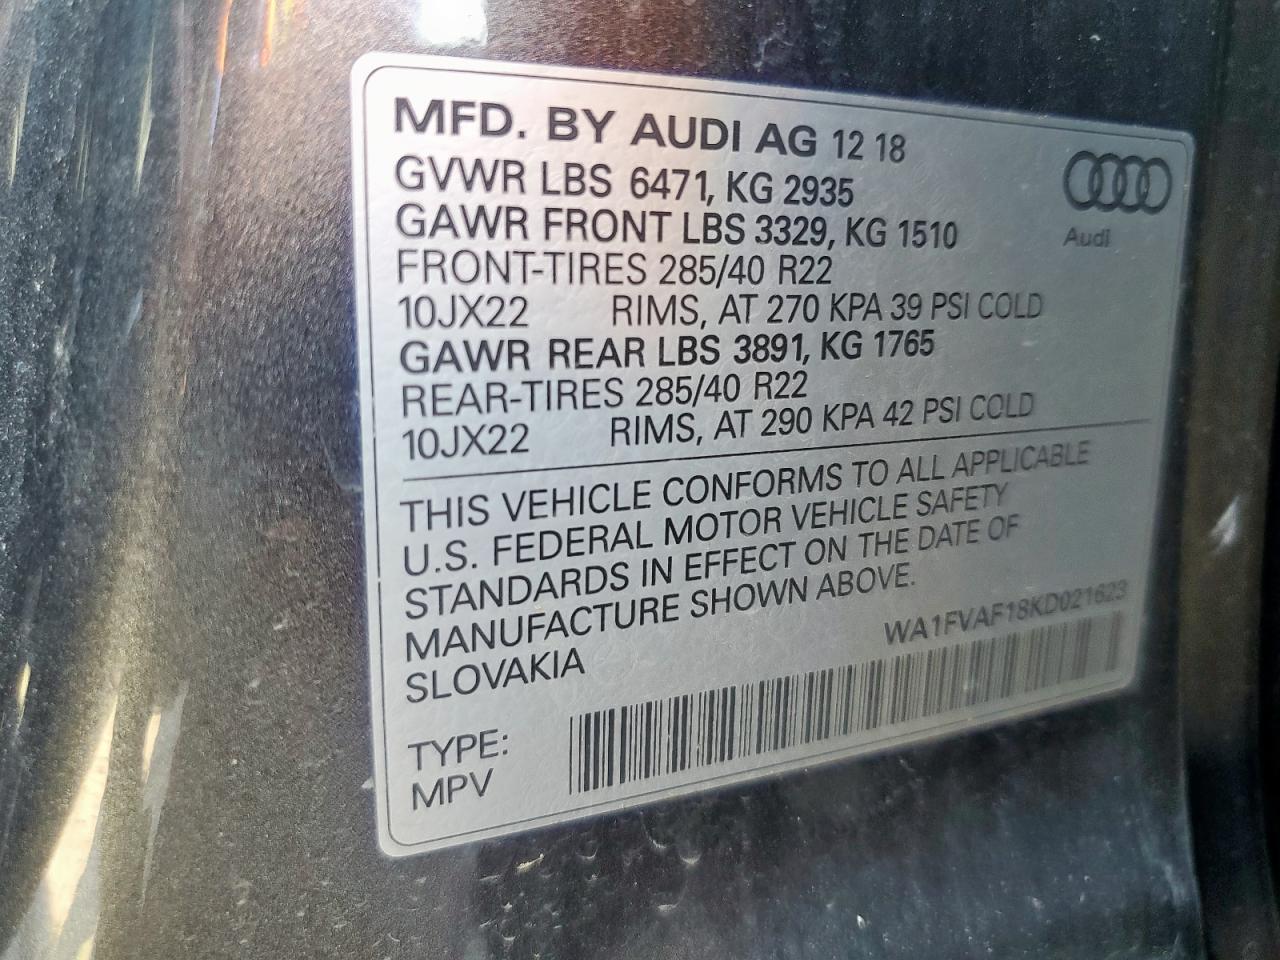 MFD. BY AUDI AG 12 18
GVWR LBS 6471, KG 2935
GAWR FRONT LBS 3329, KG 1510
FRONT-TIRES 285/40 R22
10JX22 RIMS, AT 270 KPA 39 PSI COLD
GAWR REAR LBS 3891, KG 1765
REAR-TIRES 285/40 R22
10JX22 RIMS, AT 290 KPA 42 PSI COLD
Audi
THIS VEHICLE CONFORMS TO ALL APPLICABLE
U.S. FEDERAL MOTOR VEHICLE SAFETY
STANDARDS IN EFFECT ON THE DATE OF
MANUFACTURE SHOWN ABOVE.
SLOVAKIA
WA1FVAF18KD021623
TYPE:
MPV